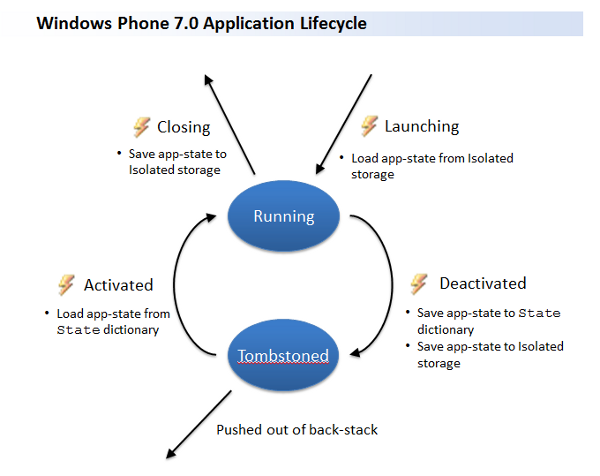 Windows Phone 7.0 Application Lifecycle
Closing
• Save app-state to
Isolated storage
Launching
• Load app-state from Isolated
storage
Running
Activated
• Load app-state from
State dictionary
Deactivated
• Save app-state to State
dictionary
• Save app-state to Isolated
storage
Tombstoned
Pushed out of back-stack